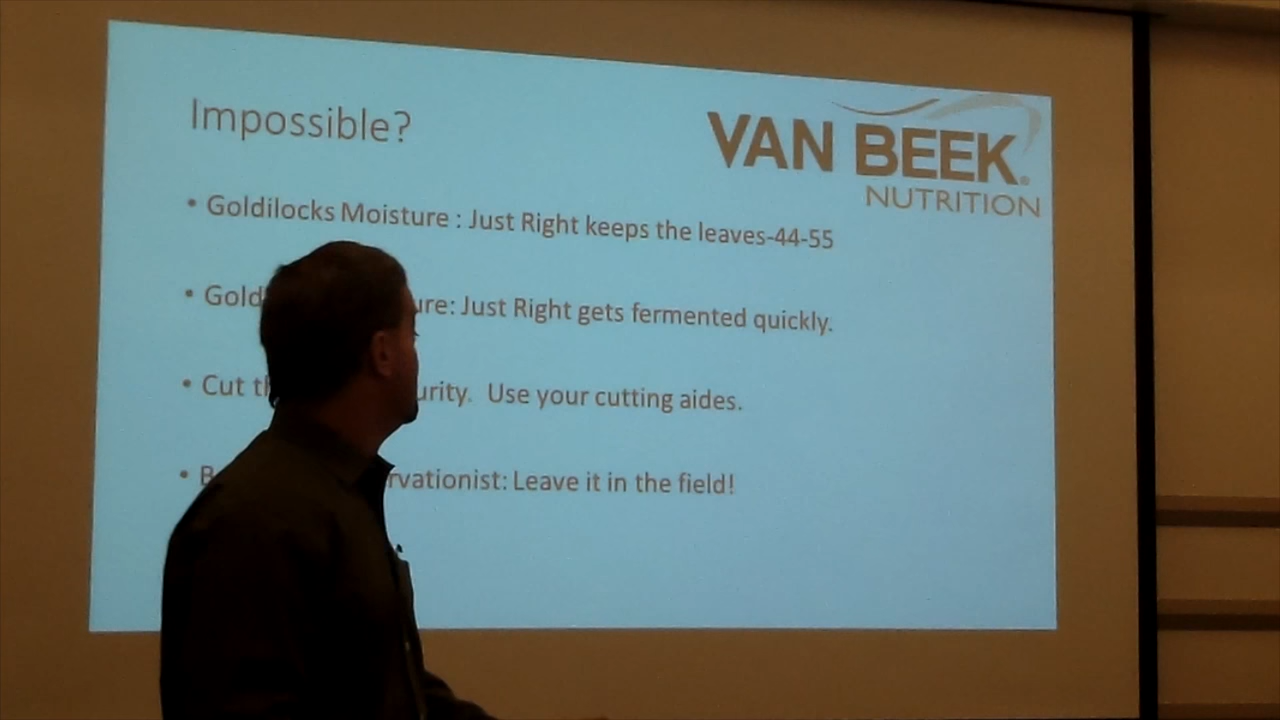 Impossible?
VAN BEEK®
NUTRITION
• Goldilocks Moisture : Just Right keeps the leaves-44-55
• Gold ure: Just Right gets fermented quickly.
• Cut th urity. Use your cutting aides.
• B rvationist: Leave it in the field!